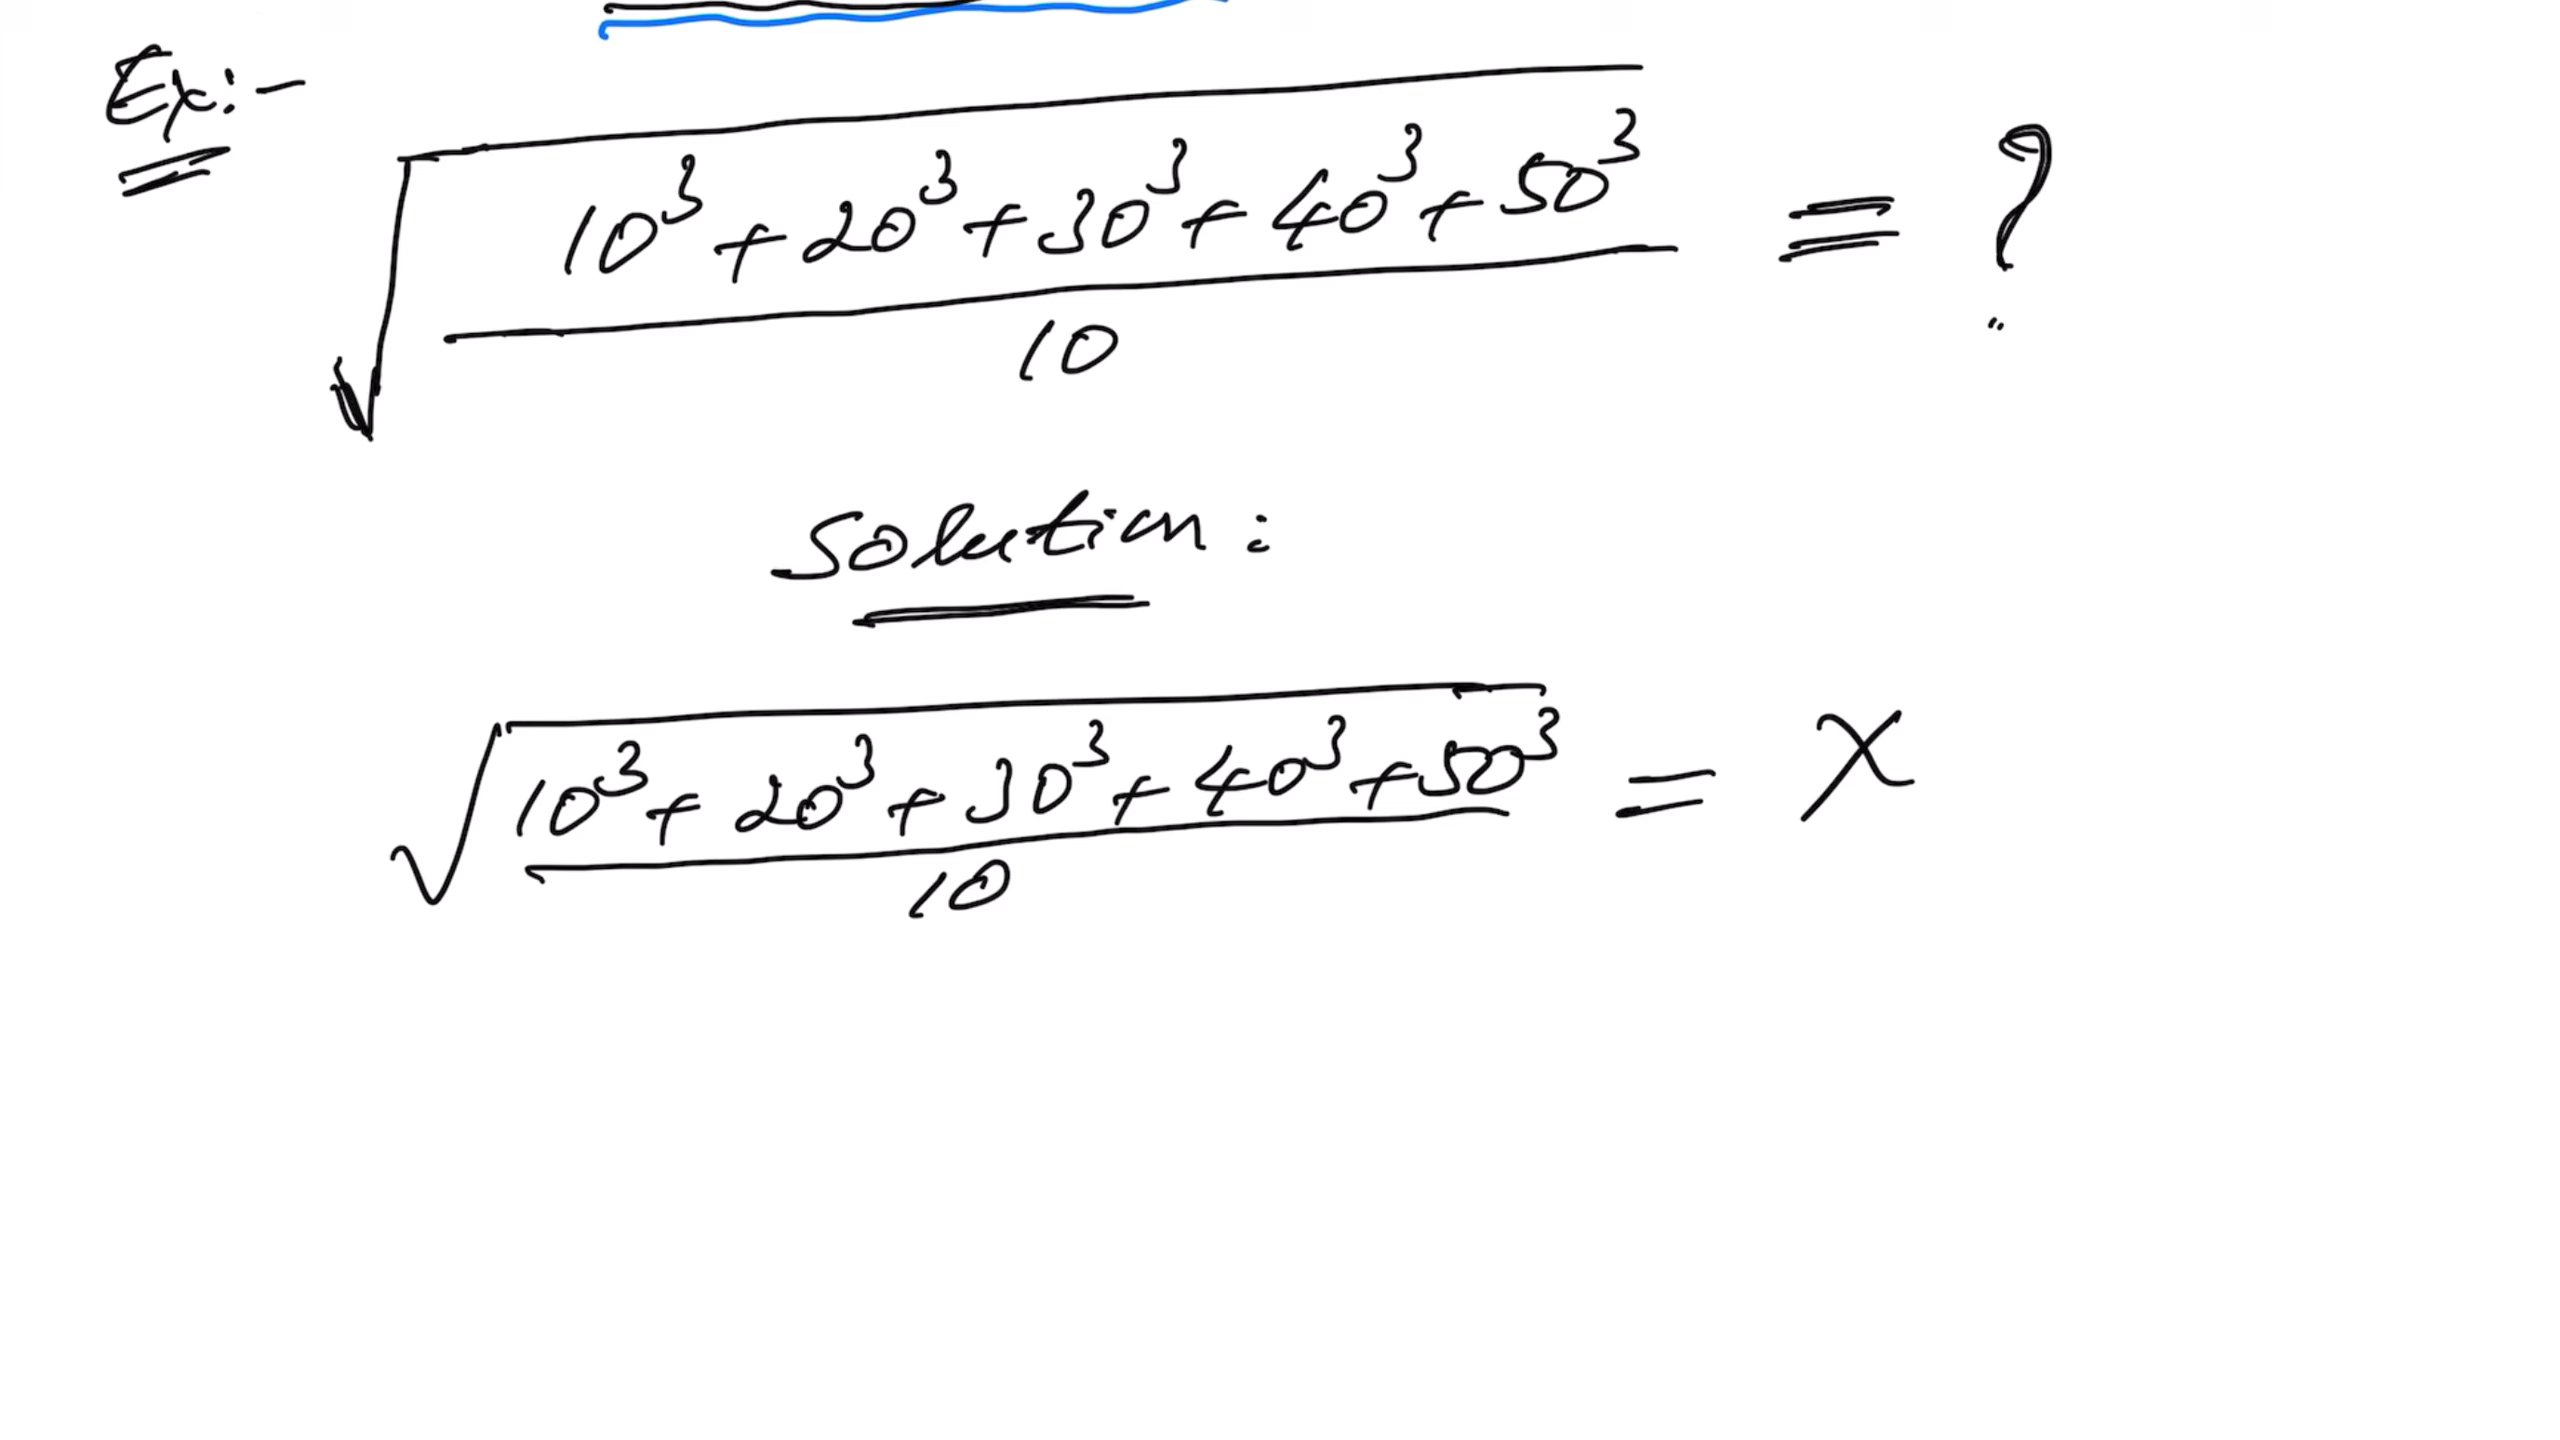 Ex:-
√(10³+20³+30³+40³+50³ / 10) = ?
Solution:
√(10³+20³+30³+40³+50³ / 10) = x